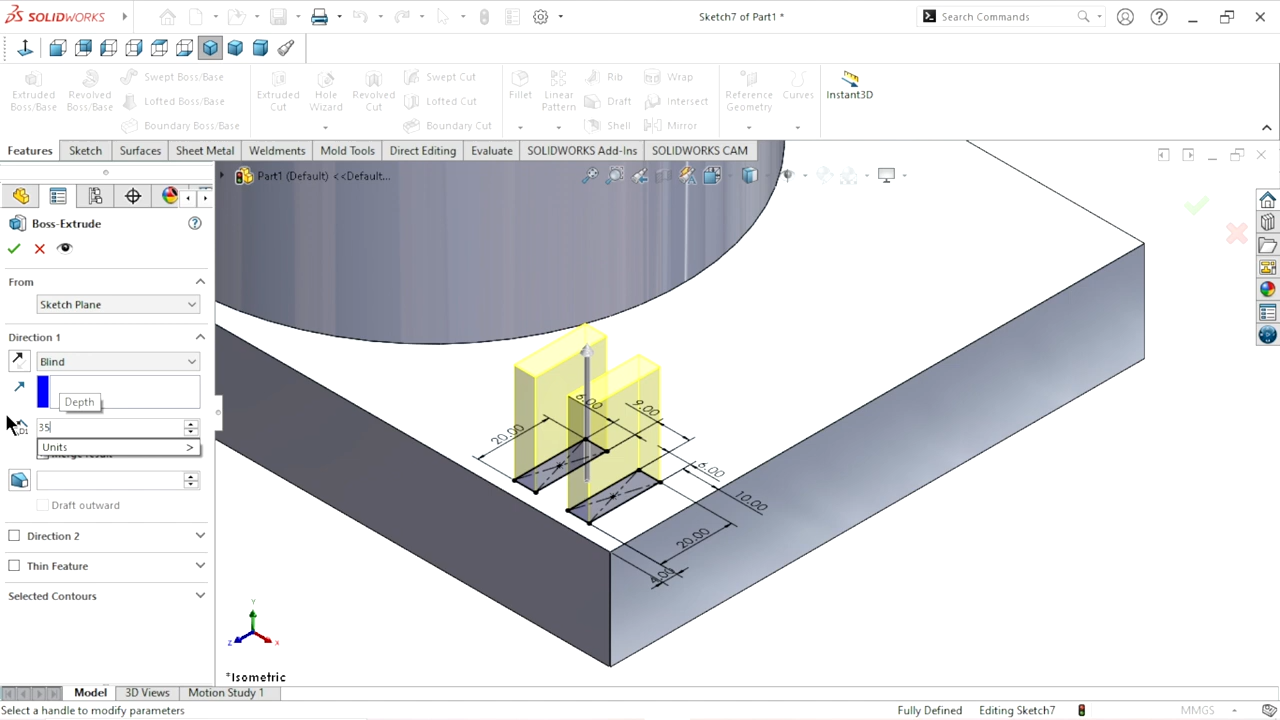 SOLIDWORKS
Sketch7 of Part1 *
Search Commands
Extruded Boss/Base
Revolved Boss/Base
Swept Boss/Base
Lofted Boss/Base
Boundary Boss/Base
Extruded Cut
Hole Wizard
Revolved Cut
Swept Cut
Lofted Cut
Boundary Cut
Fillet
Linear Pattern
Rib
Draft
Shell
Wrap
Intersect
Mirror
Reference Geometry
Curves
Instant3D
Features
Sketch
Surfaces
Sheet Metal
Weldments
Mold Tools
Direct Editing
Evaluate
SOLIDWORKS Add-Ins
SOLIDWORKS CAM
Part1 (Default) <<Default...
Boss-Extrude
From
Sketch Plane
Direction 1
Blind
Depth
35
Units >
Draft outward
Direction 2
Thin Feature
Selected Contours
20.00
6.00
9.00
6.00
10.00
20.00
4.00
Y
Z
X
*Isometric
Model
3D Views
Motion Study 1
Select a handle to modify parameters
Fully Defined
Editing Sketch7
MMGS